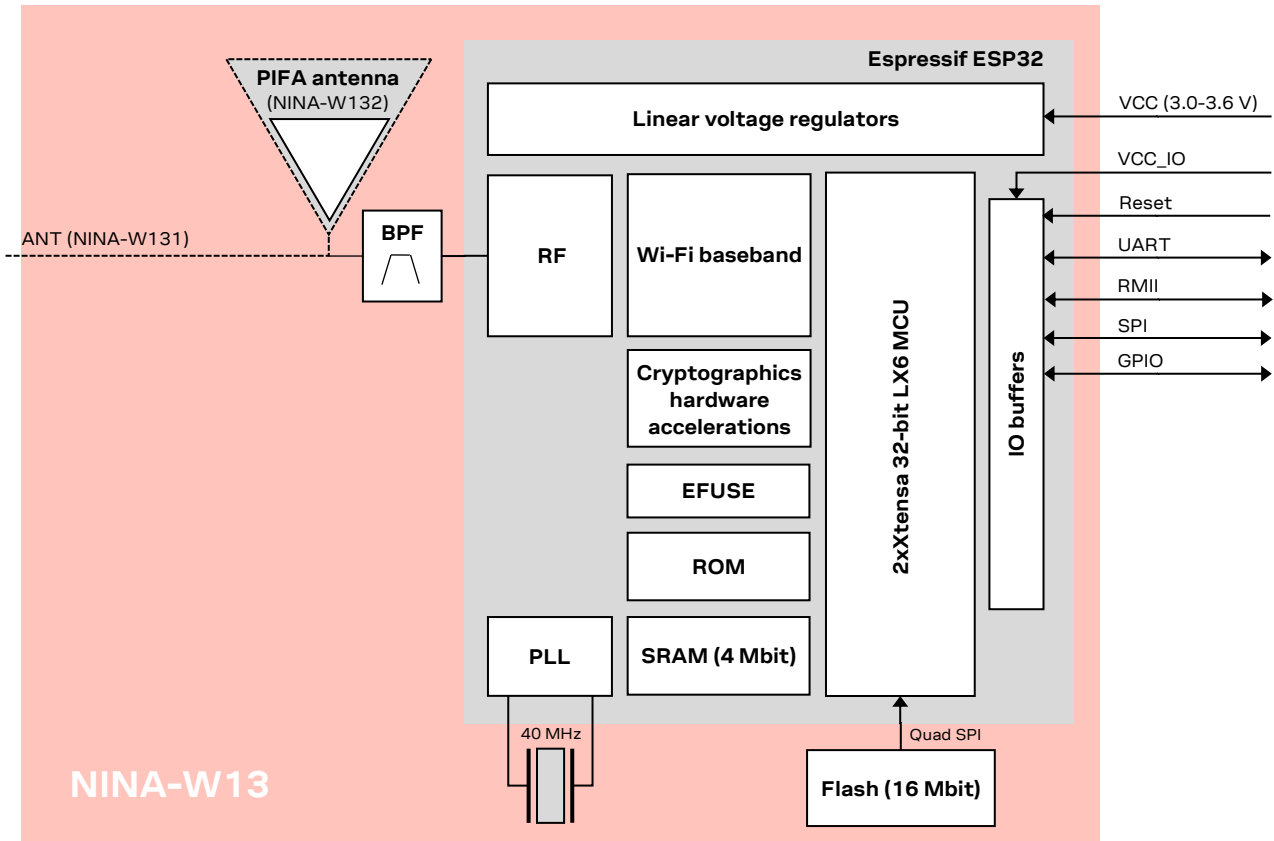 Espressif ESP32
PIFA antenna
(NINA-W132)
Linear voltage regulators
VCC (3.0-3.6 V)
VCC_IO
Reset
ANT (NINA-W131)
BPF
RF
Wi-Fi baseband
UART
RMII
SPI
GPIO
Cryptographics
hardware
accelerations
2xXtensa 32-bit LX6 MCU
IO buffers
EFUSE
ROM
PLL
SRAM (4 Mbit)
40 MHz
Quad SPI
NINA-W13
Flash (16 Mbit)